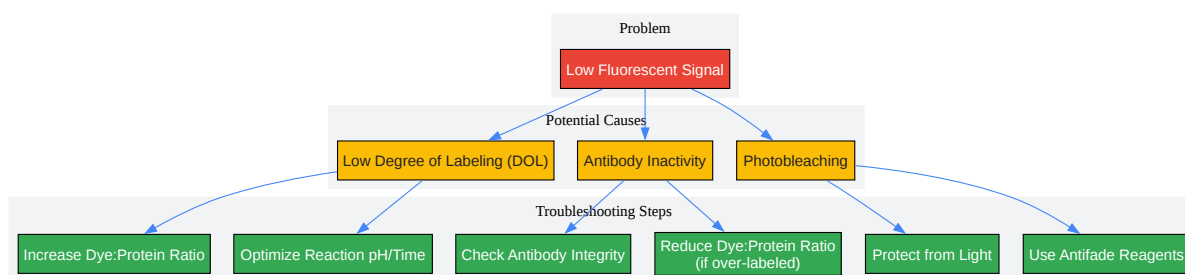 Problem
Low Fluorescent Signal
Potential Causes
Low Degree of Labeling (DOL)
Antibody Inactivity
Photobleaching
Troubleshooting Steps
Increase Dye:Protein Ratio
Optimize Reaction pH/Time
Check Antibody Integrity
Reduce Dye:Protein Ratio
(if over-labeled)
Protect from Light
Use Antifade Reagents